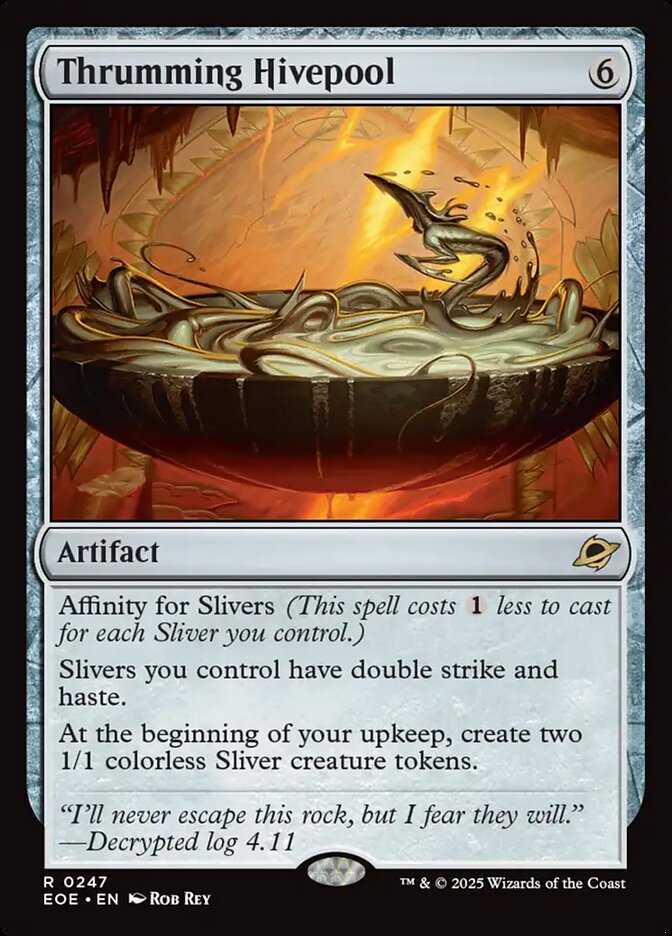 Thrumming Hivepool 6
Artifact
Affinity for Slivers (This spell costs 1 less to cast
for each Sliver you control.)
Slivers you control have double strike and
haste.
At the beginning of your upkeep, create two
1/1 colorless Sliver creature tokens.
“I’ll never escape this rock, but I fear they will.”
—Decrypted log 4.11
R 0247
EOE • EN Rob Rey
™ & © 2025 Wizards of the Coast